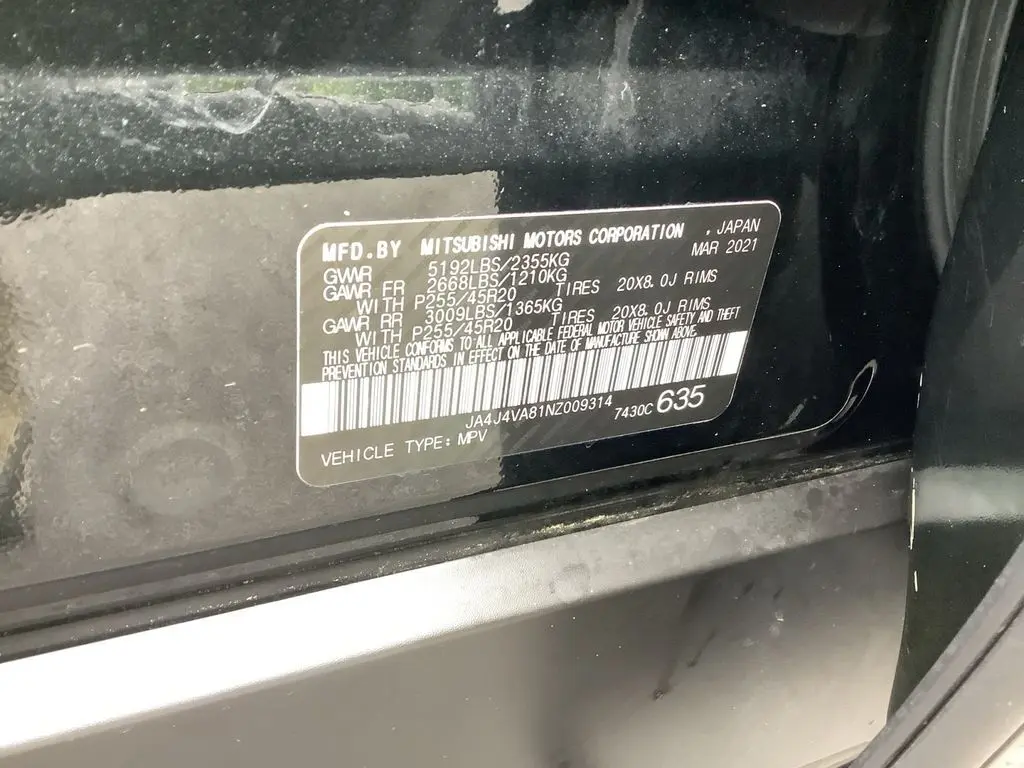 MFD.BY MITSUBISHI MOTORS CORPORATION , JAPAN
MAR 2021
GVWR 5192LBS/2355KG
GAWR FR 2668LBS/1210KG
WITH P255/45R20 TIRES 20X8.0J RIMS
GAWR RR 3009LBS/1365KG
WITH P255/45R20 TIRES 20X8.0J RIMS
THIS VEHICLE CONFORMS TO ALL APPLICABLE FEDERAL MOTOR VEHICLE SAFETY AND THEFT
PREVENTION STANDARDS IN EFFECT ON THE DATE OF MANUFACTURE SHOWN ABOVE.
JA4J4VA81NZ009314 7430C 635
VEHICLE TYPE: MPV